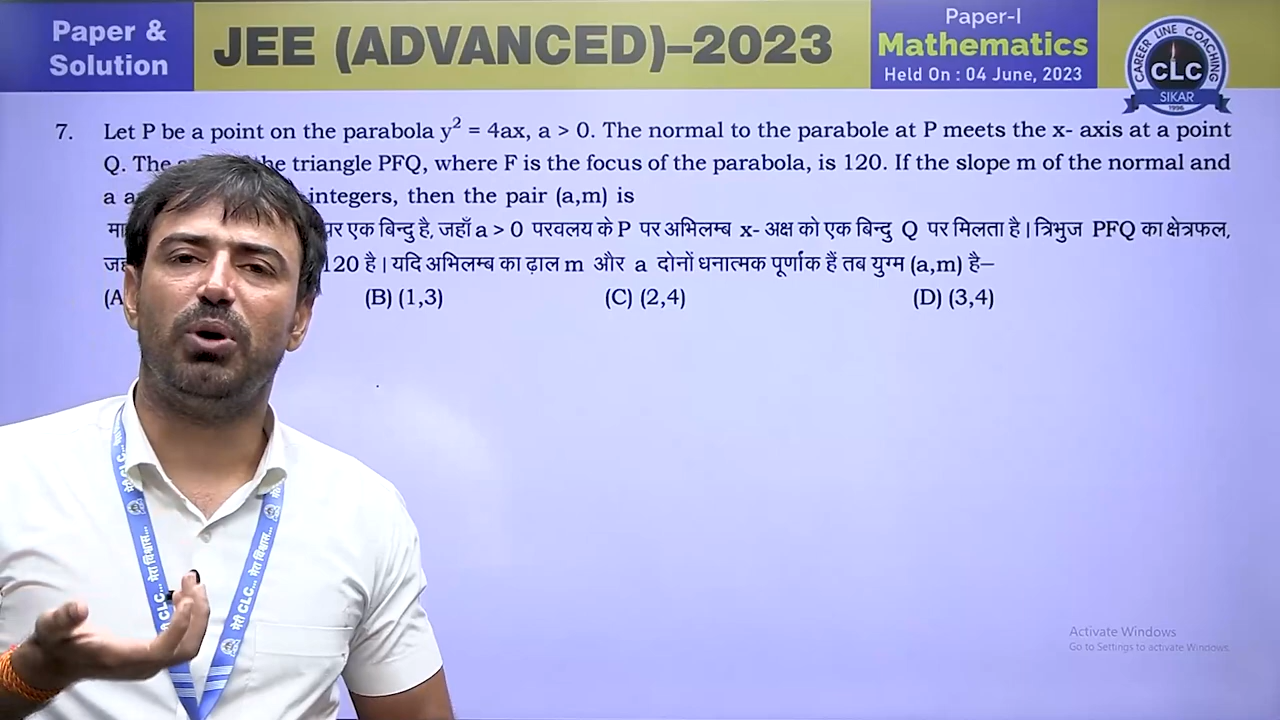 Paper &
Solution
JEE (ADVANCED)–2023
Paper-I
Mathematics
Held On : 04 June, 2023
CAREER LINE COACHING
CLC
SIKAR
1996
7. Let P be a point on the parabola y² = 4ax, a > 0. The normal to the parabole at P meets the x- axis at a point
Q. The he triangle PFQ, where F is the focus of the parabola, is 120. If the slope m of the normal and
a a integers, then the pair (a,m) is
पर एक बिन्दु है, जहाँ a > 0 परवलय के P पर अभिलम्ब x- अक्ष को एक बिन्दु Q पर मिलता है। त्रिभुज PFQ का क्षेत्रफल,
120 है। यदि अभिलम्ब का ढ़ाल m और a दोनों धनात्मक पूर्णांक हैं तब युग्म (a,m) है–
(A (B) (1,3) (C) (2,4) (D) (3,4)
मेरी CLC... मेरा विश्वास...
मेरी CLC... मेरा विश्वास...
Activate Windows
Go to Settings to activate Windows.